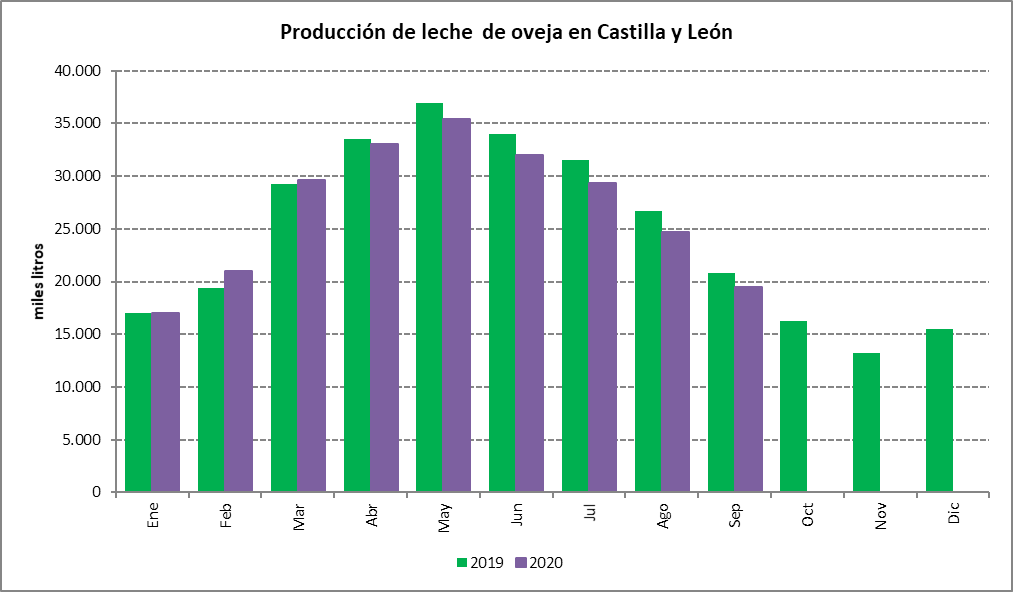 Producción de leche de oveja en Castilla y León
40.000
35.000
30.000
25.000
20.000
15.000
10.000
5.000
0
miles litros
Ene
Feb
Mar
Abr
May
Jun
Jul
Ago
Sep
Oct
Nov
Dic
2019 2020